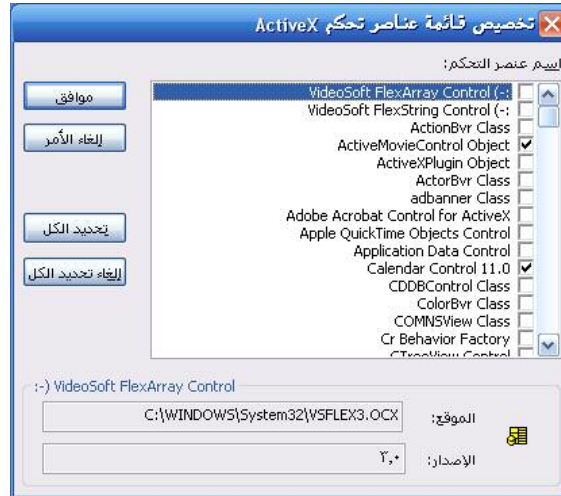 تخصيص قائمة عناصر تحكم ActiveX
اسم عنصر التحكم:
VideoSoft FlexArray Control (-:
VideoSoft FlexString Control (-:
ActionBvr Class
ActiveMovieControl Object
ActiveXPlugin Object
ActorBvr Class
adbanner Class
Adobe Acrobat Control for ActiveX
Apple QuickTime Objects Control
Application Data Control
Calendar Control 11.0
CDDBControl Class
ColorBvr Class
COMNSView Class
Cr Behavior Factory
CTreeView Control
موافق
إلغاء الأمر
تحديد الكل
إلغاء تحديد الكل
:-) VideoSoft FlexArray Control
الموقع: C:\WINDOWS\System32\VSFLEX3.OCX
الإصدار: ٣,٠